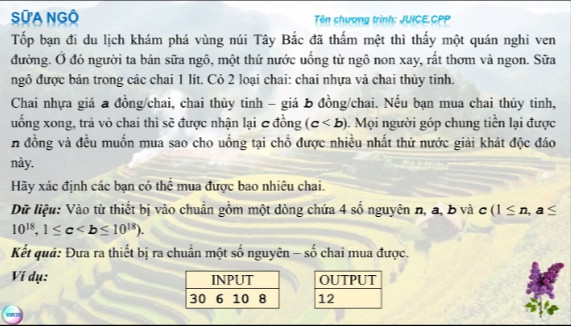 SỮA NGÔ
Tên chương trình: JUICE.CPP
Tốp bạn đi du lịch khám phá vùng núi Tây Bắc đã thấm mệt thì thấy một quán nghỉ ven
đường. Ở đó người ta bán sữa ngô, một thứ nước uống từ ngô non xay, rất thơm và ngon. Sữa
ngô được bán trong các chai 1 lít. Có 2 loại chai: chai nhựa và chai thủy tinh.
Chai nhựa giá a đồng/chai, chai thủy tinh – giá b đồng/chai. Nếu bạn mua chai thủy tinh,
uống xong, trả vỏ chai thì sẽ được nhận lại c đồng (c < b). Mọi người góp chung tiền lại được
n đồng và đều muốn mua sao cho uống tại chỗ được nhiều nhất thứ nước giải khát độc đáo
này.
Hãy xác định các bạn có thể mua được bao nhiêu chai.
Dữ liệu: Vào từ thiết bị vào chuẩn gồm một dòng chứa 4 số nguyên n, a, b và c (1 ≤ n, a ≤
10¹⁸, 1 ≤ c < b ≤ 10¹⁸).
Kết quả: Đưa ra thiết bị ra chuẩn một số nguyên – số chai mua được.
Ví dụ:
INPUT
OUTPUT
30 6 10 8
12